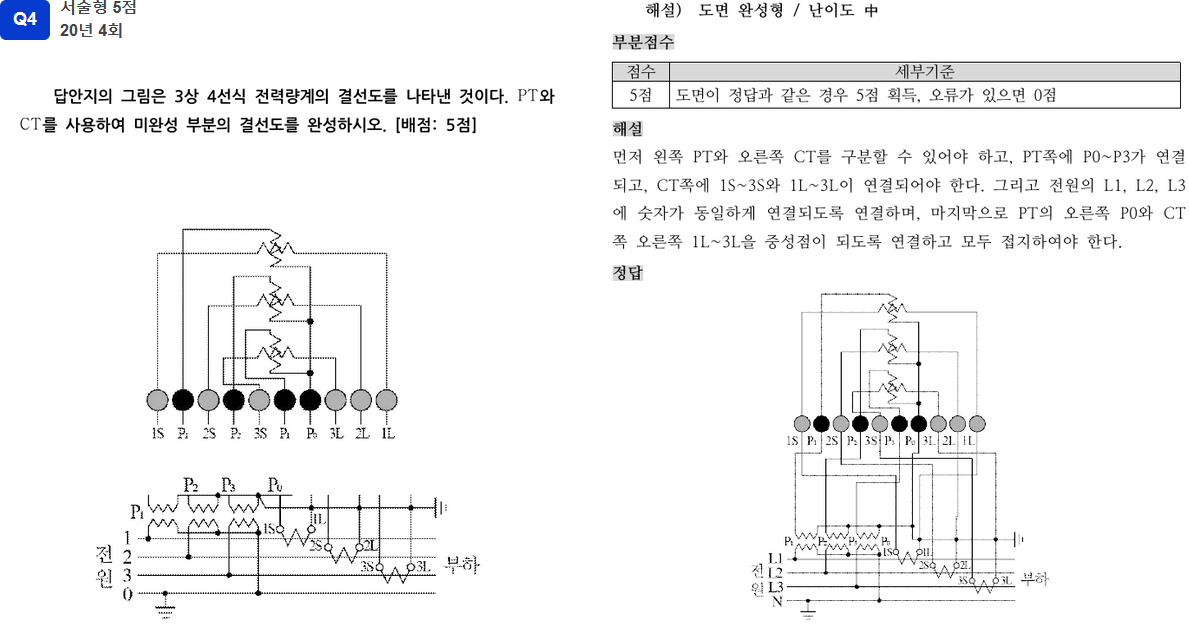 Q4
서술형 5점
20년 4회
답안지의 그림은 3상 4선식 전력량계의 결선도를 나타낸 것이다. PT와
CT를 사용하여 미완성 부분의 결선도를 완성하시오. [배점: 5점]
1S P₁ 2S P₂ 3S P₁ P₀ 3L 2L 1L
P₂ P₃ P₀
P₁
1S 1L
2S 2L
3S 3L
전원
1
2
3
0
부하
해설) 도면 완성형 / 난이도 中
부분점수
점수 세부기준
5점 도면이 정답과 같은 경우 5점 획득, 오류가 있으면 0점
해설
먼저 왼쪽 PT와 오른쪽 CT를 구분할 수 있어야 하고, PT쪽에 P0~P3가 연결
되고, CT쪽에 1S~3S와 1L~3L이 연결되어야 한다. 그리고 전원의 L1, L2, L3
에 숫자가 동일하게 연결되도록 연결하며, 마지막으로 PT의 오른쪽 P0와 CT
쪽 오른쪽 1L~3L을 중성점이 되도록 연결하고 모두 접지하여야 한다.
정답
1S P₁ 2S P₂ 3S P₃ P₀ 3L 2L 1L
P₁ P₂ P₃ P₀
1S 1L
2S 2L
3S 3L
전원
L1
L2
L3
N
부하